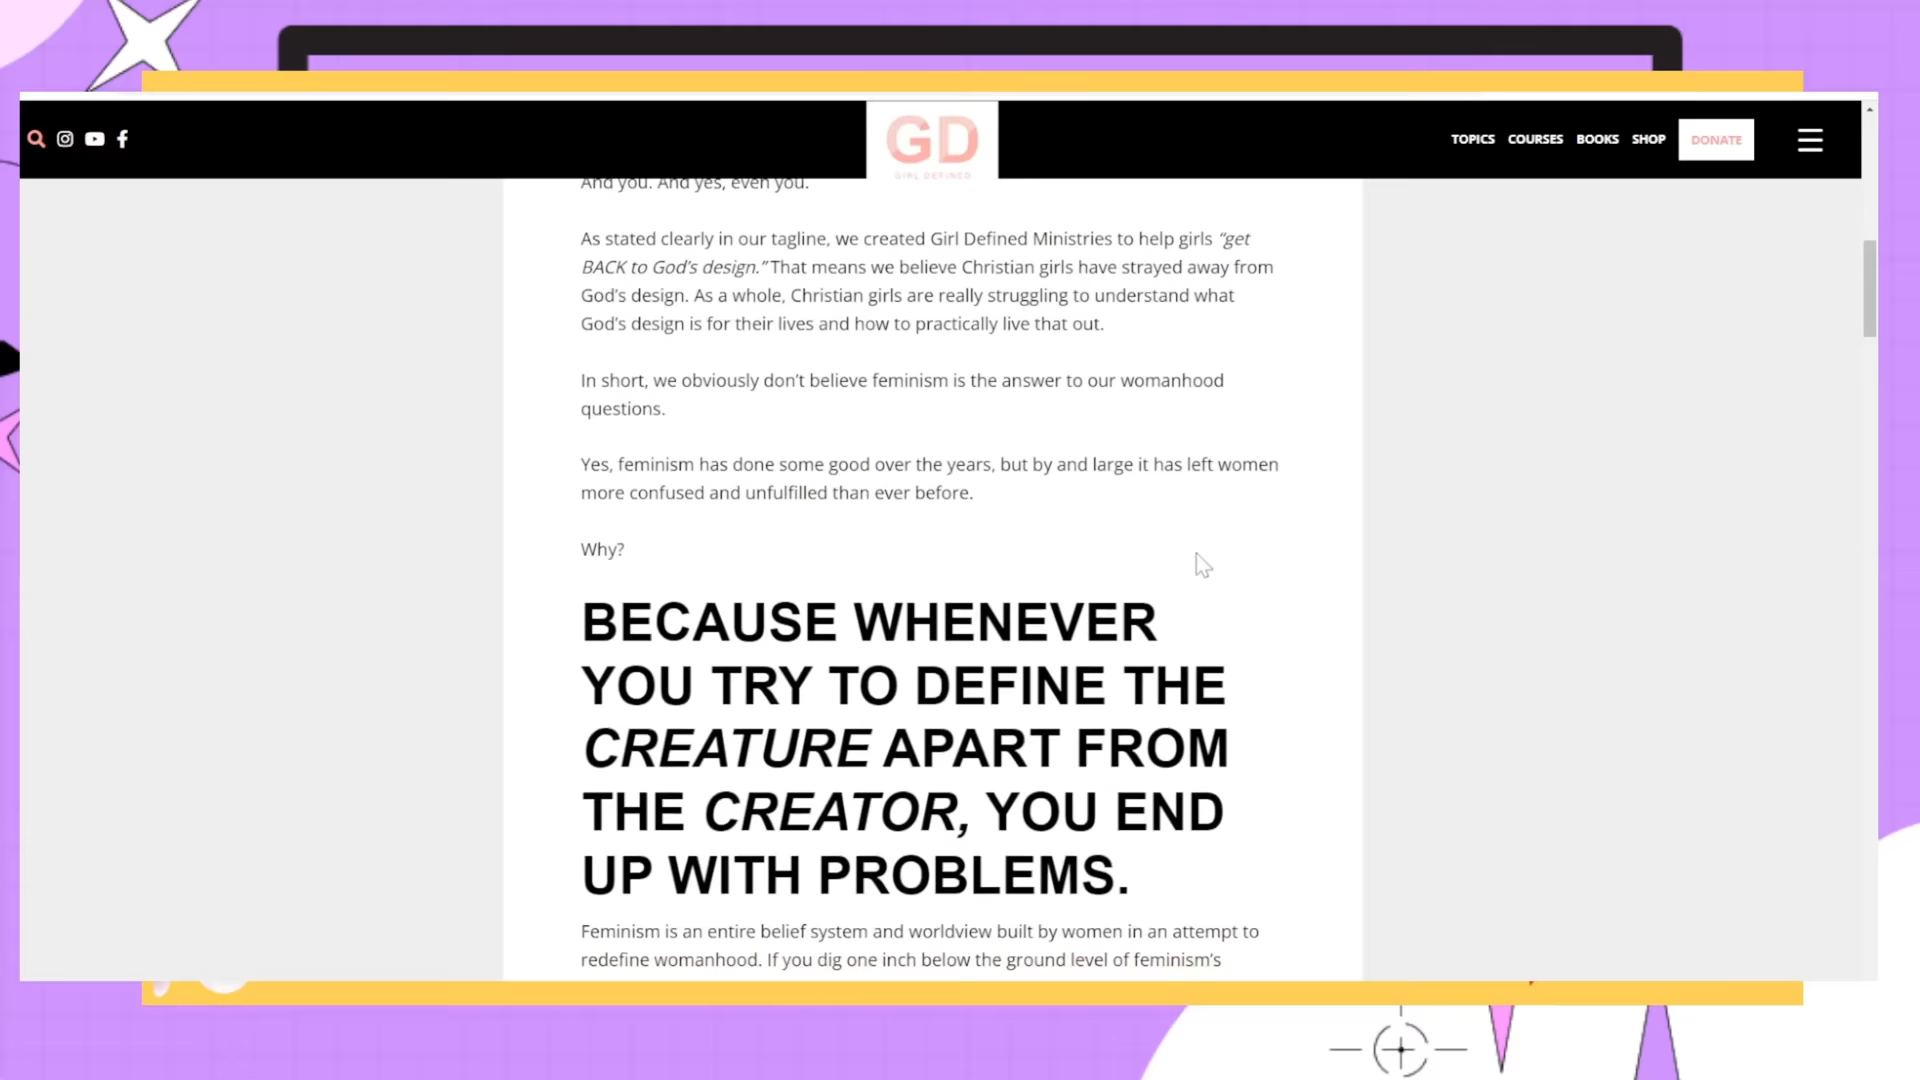 GD
GIRL DEFINED
TOPICS COURSES BOOKS SHOP DONATE
And you. And yes, even you.
As stated clearly in our tagline, we created Girl Defined Ministries to help girls “get
BACK to God’s design.” That means we believe Christian girls have strayed away from
God’s design. As a whole, Christian girls are really struggling to understand what
God’s design is for their lives and how to practically live that out.
In short, we obviously don’t believe feminism is the answer to our womanhood
questions.
Yes, feminism has done some good over the years, but by and large it has left women
more confused and unfulfilled than ever before.
Why?
BECAUSE WHENEVER
YOU TRY TO DEFINE THE
CREATURE APART FROM
THE CREATOR, YOU END
UP WITH PROBLEMS.
Feminism is an entire belief system and worldview built by women in an attempt to
redefine womanhood. If you dig one inch below the ground level of feminism’s